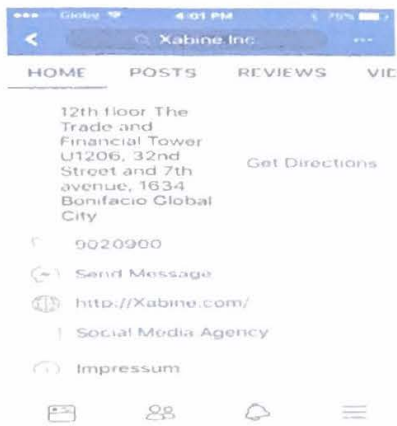 Globe 4:01 PM 76%
Xabine Inc.
HOME POSTS REVIEWS VID
12th floor The
Trade and
Financial Tower
U1206, 32nd
Street and 7th
avenue, 1634
Bonifacio Global
City
Get Directions
9020900
Send Message
http://Xabine.com/
Social Media Agency
Impressum